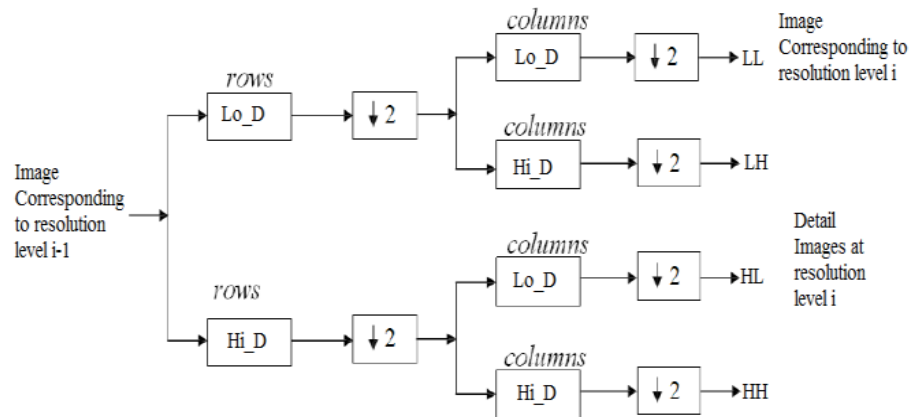 columns
Lo_D
↓ 2
LL
Image
Corresponding to
resolution level i
rows
Lo_D
↓ 2
columns
Hi_D
↓ 2
LH
Image
Corresponding
to resolution
level i-1
rows
Hi_D
↓ 2
columns
Lo_D
↓ 2
HL
Detail
Images at
resolution
level i
columns
Hi_D
↓ 2
HH